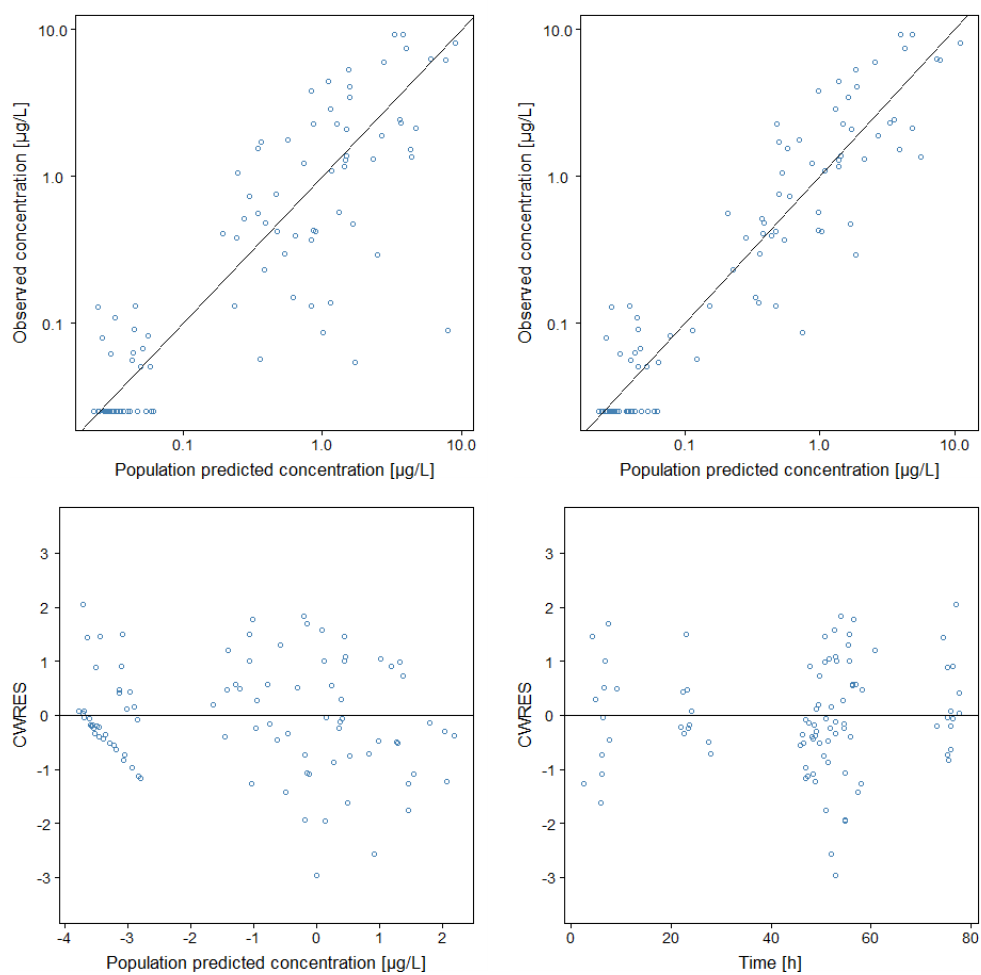 10.0
1.0
0.1
Observed concentration [µg/L]
0.1 1.0 10.0
Population predicted concentration [µg/L]
10.0
1.0
0.1
Observed concentration [µg/L]
0.1 1.0 10.0
Population predicted concentration [µg/L]
3
2
1
0
-1
-2
-3
CWRES
-4 -3 -2 -1 0 1 2
Population predicted concentration [µg/L]
3
2
1
0
-1
-2
-3
CWRES
0 20 40 60 80
Time [h]